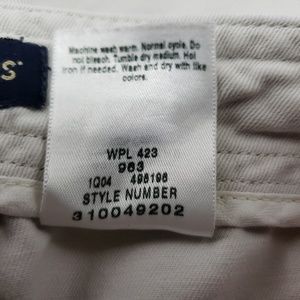 Machine wash warm. Normal cycle. Do
not bleach. Tumble dry medium. Hot
iron if needed. Wash and dry with like
colors.
S
WPL 423
983
1Q04 498198
STYLE NUMBER
310049202